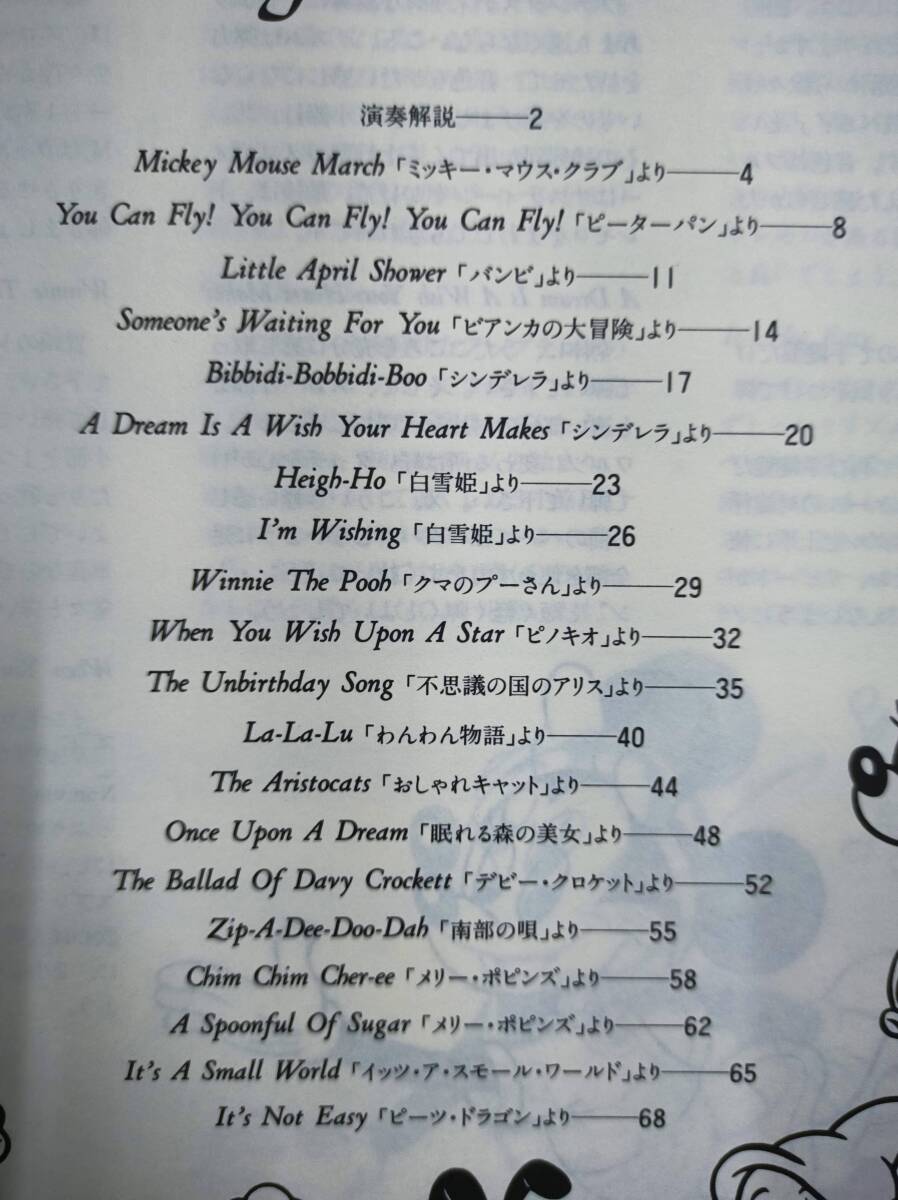 演奏解説——2
Mickey Mouse March「ミッキー・マウス・クラブ」より——4
You Can Fly! You Can Fly! You Can Fly!「ピーターパン」より——8
Little April Shower「バンビ」より——11
Someone's Waiting For You「ビアンカの大冒険」より——14
Bibbidi-Bobbidi-Boo「シンデレラ」より——17
A Dream Is A Wish Your Heart Makes「シンデレラ」より——20
Heigh-Ho「白雪姫」より——23
I'm Wishing「白雪姫」より——26
Winnie The Pooh「クマのプーさん」より——29
When You Wish Upon A Star「ピノキオ」より——32
The Unbirthday Song「不思議の国のアリス」より——35
La-La-Lu「わんわん物語」より——40
The Aristocats「おしゃれキャット」より——44
Once Upon A Dream「眠れる森の美女」より——48
The Ballad Of Davy Crockett「デビー・クロケット」より——52
Zip-A-Dee-Doo-Dah「南部の唄」より——55
Chim Chim Cher-ee「メリー・ポピンズ」より——58
A Spoonful Of Sugar「メリー・ポピンズ」より——62
It's A Small World「イッツ・ア・スモール・ワールド」より——65
It's Not Easy「ピーツ・ドラゴン」より——68